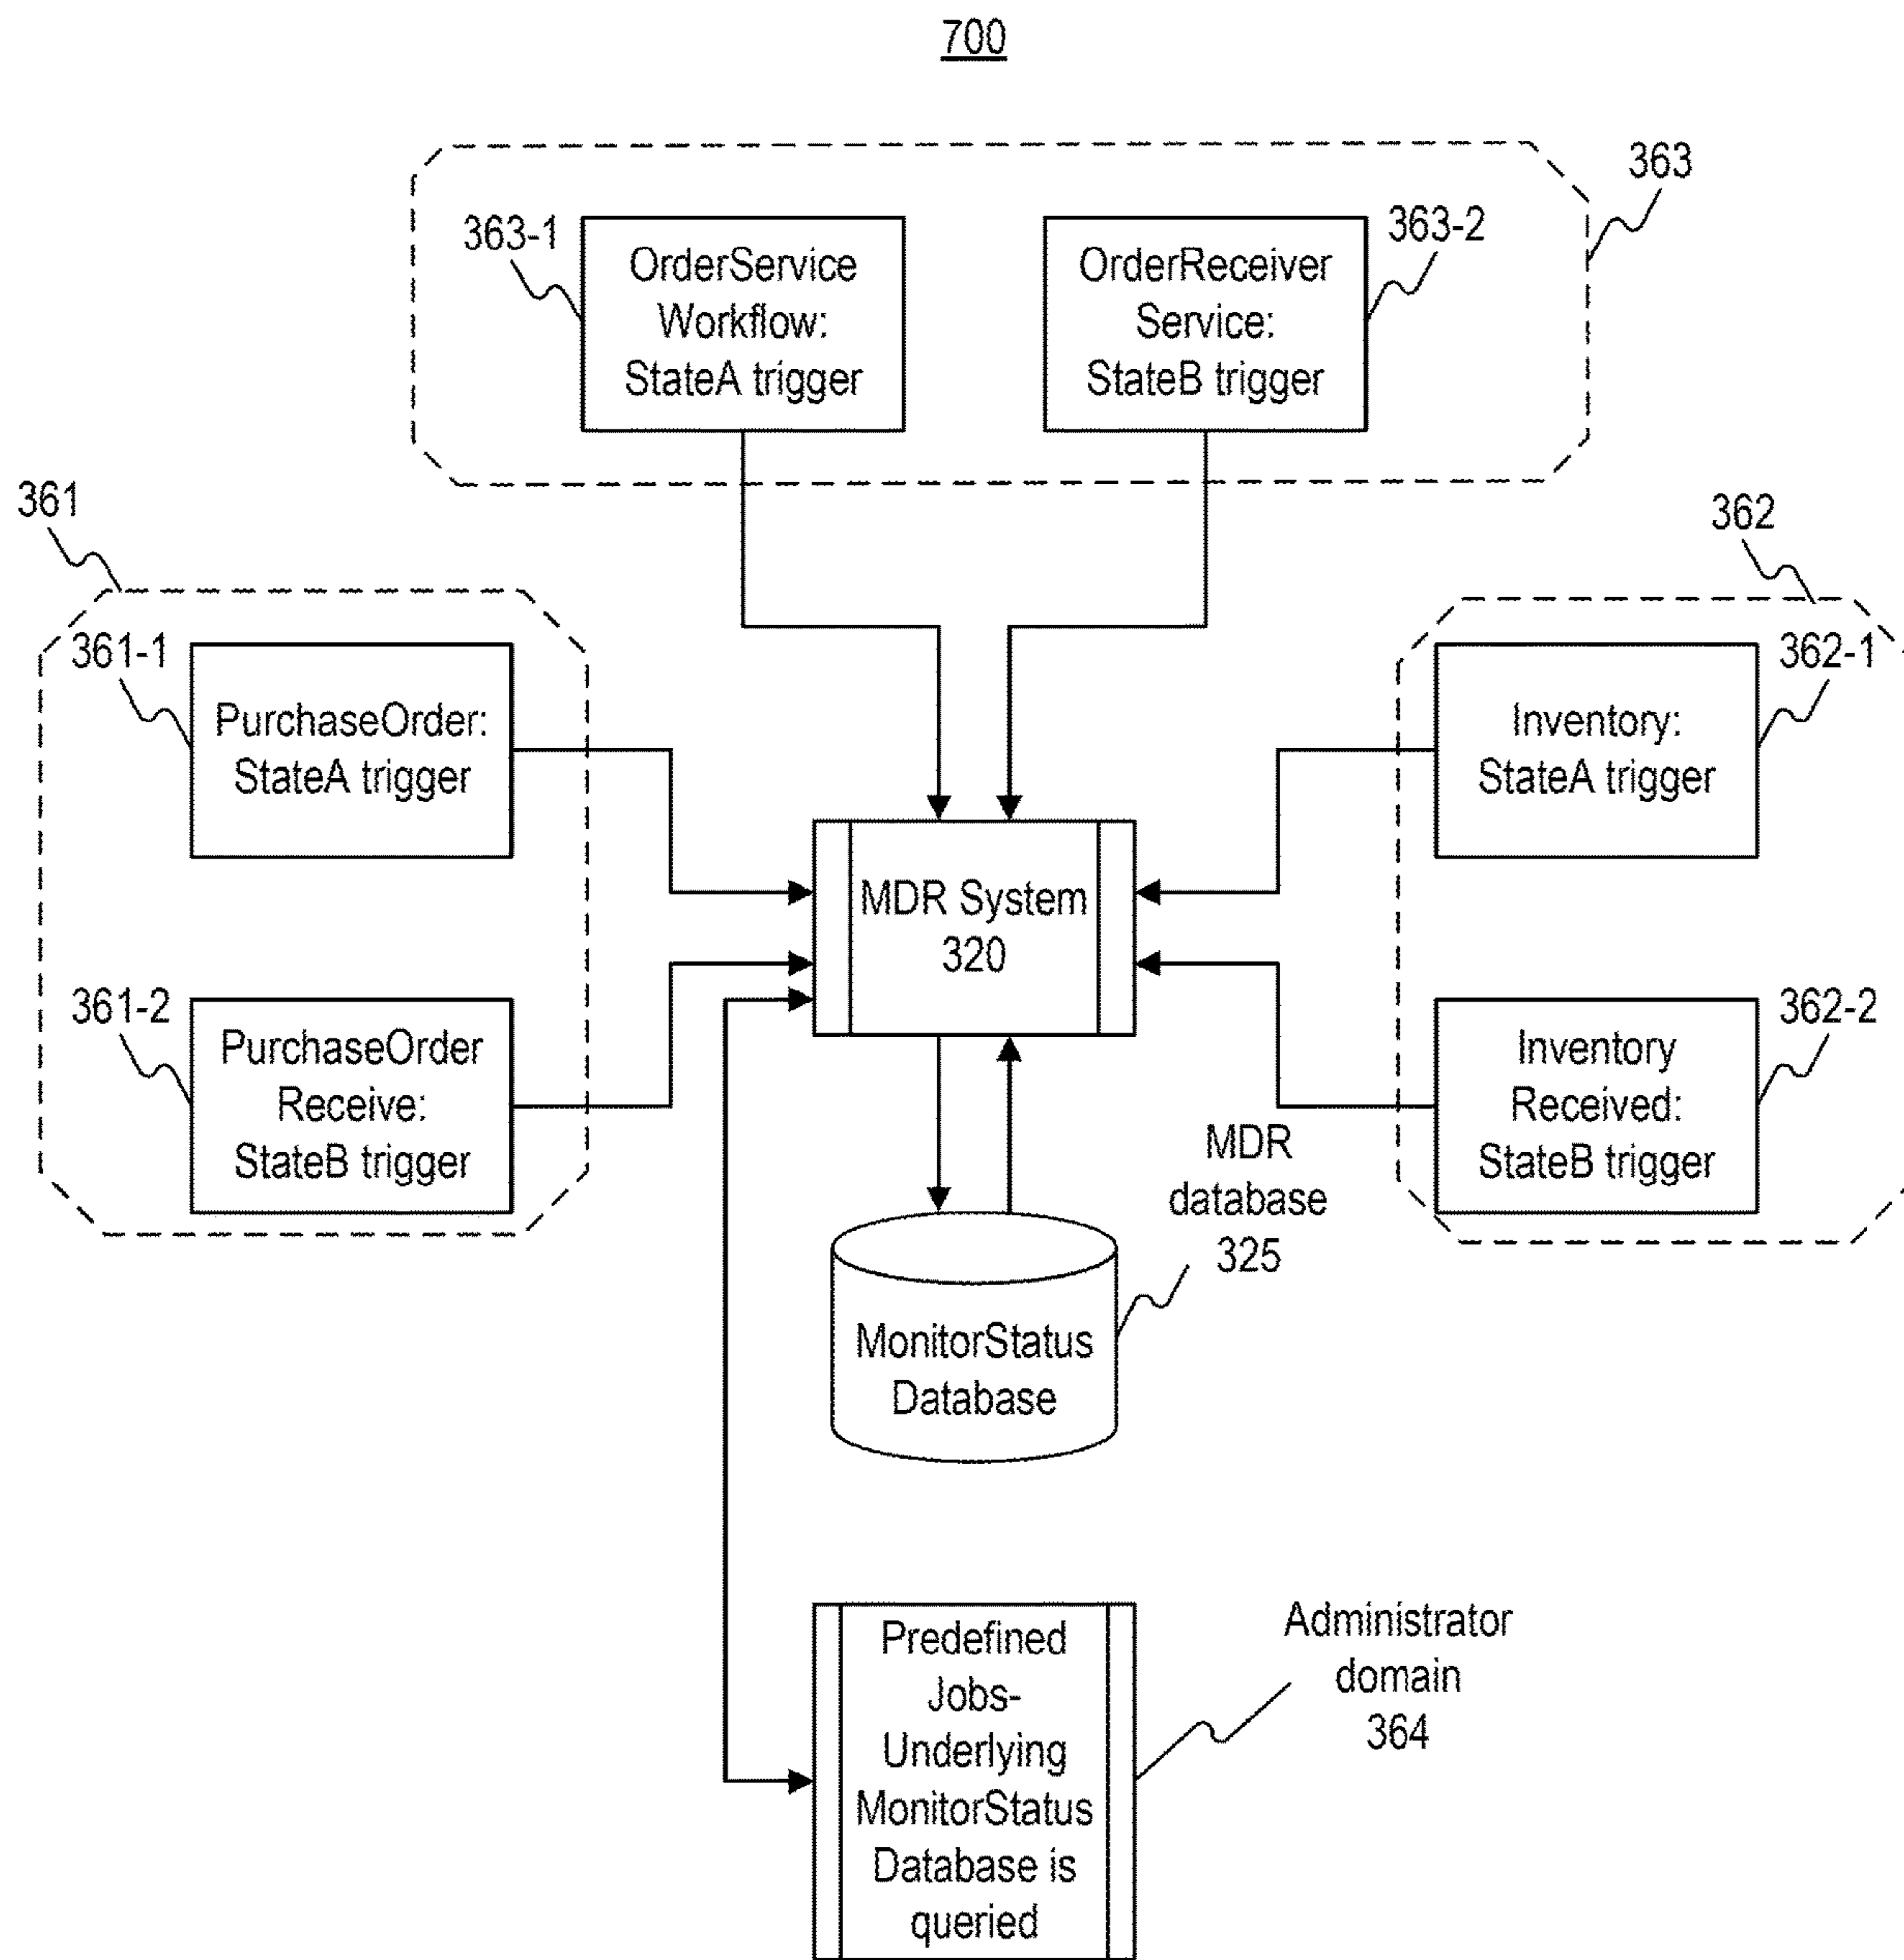 700
363
363-1
OrderService
Workflow:
StateA trigger
363-2
OrderReceiver
Service:
StateB trigger
361
361-1
PurchaseOrder:
StateA trigger
361-2
PurchaseOrder
Receive:
StateB trigger
MDR System
320
362
362-1
Inventory:
StateA trigger
362-2
Inventory
Received:
StateB trigger
MDR
database
325
MonitorStatus
Database
Predefined
Jobs-
Underlying
MonitorStatus
Database is
queried
Administrator
domain
364